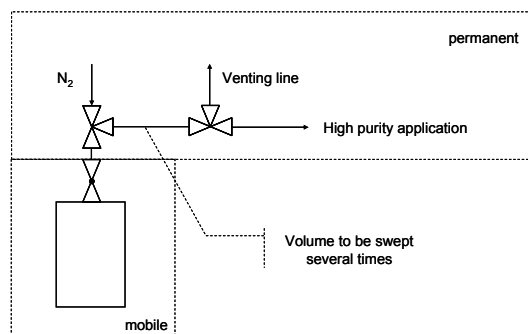 permanent
N₂
Venting line
High purity application
Volume to be swept
several times
mobile